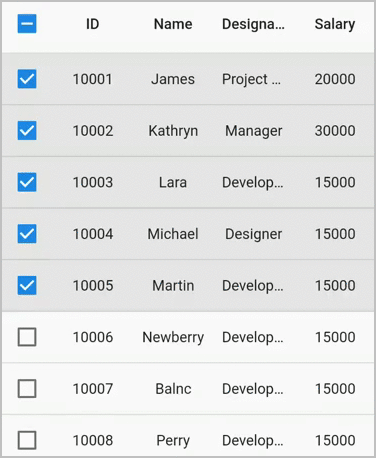 ID Name Designa... Salary
10001 James Project ... 20000
10002 Kathryn Manager 30000
10003 Lara Develop... 15000
10004 Michael Designer 15000
10005 Martin Develop... 15000
10006 Newberry Develop... 15000
10007 Balnc Develop... 15000
10008 Perry Develop... 15000